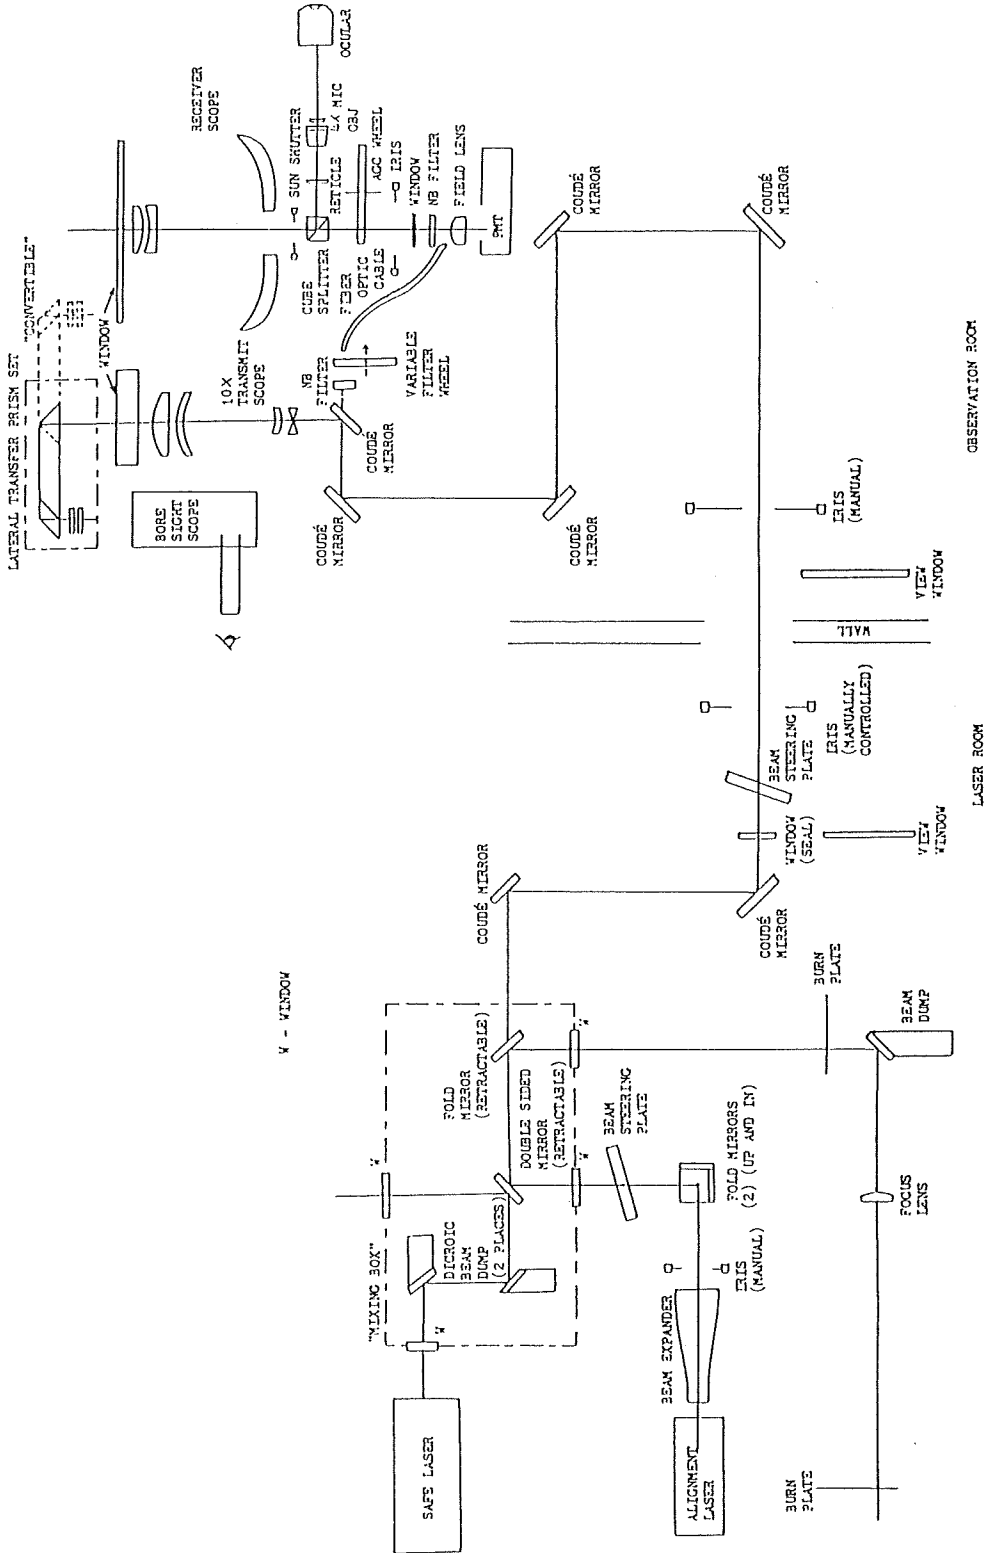 LATERAL TRANSFER PRISM SET
"CONVERTIBLE"
WINDOW
BORE
SIGHT
SCOPE
10X
TRANSMIT
SCOPE
RECEIVER
SCOPE
SUN SHUTTER
CUBE
SPLITTER
RETICLE
4X MIC
OBJ
OCULAR
FIBER
OPTIC
CABLE
AGC WHEEL
IRIS
WINDOW
NB FILTER
FIELD LENS
PMT
NB
FILTER
VARIABLE
FILTER
WHEEL
COUDÉ
MIRROR
COUDÉ
MIRROR
COUDÉ
MIRROR
COUDÉ
MIRROR
COUDÉ
MIRROR
IRIS
(MANUAL)
VIEW
WINDOW
WALL
OBSERVATION ROOM
IRIS
(MANUALLY
CONTROLLED)
BEAM
STEERING
PLATE
WINDOW
(SEAL)
VIEW
WINDOW
LASER ROOM
COUDÉ MIRROR
COUDÉ
MIRROR
W - WINDOW
"MIXING BOX"
W
W
W
W
FOLD
MIRROR
(RETRACTABLE)
DOUBLE SIDED
MIRROR
(RETRACTABLE)
DICROIC
BEAM
DUMP
(2 PLACES)
SAFE LASER
BEAM
STEERING
PLATE
FOLD MIRRORS
(2) (UP AND IN)
IRIS
(MANUAL)
BEAM EXPANDER
ALIGNMENT
LASER
BURN
PLATE
BEAM
DUMP
FOCUS
LENS
BURN
PLATE